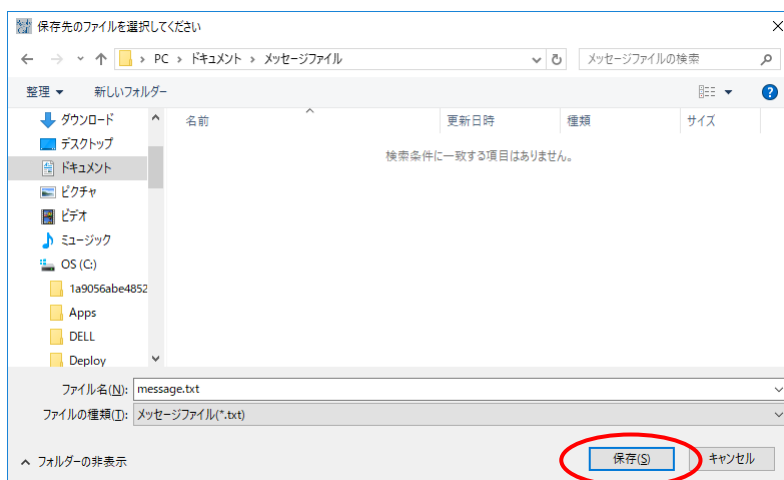 保存先のファイルを選択してください
PC › ドキュメント › メッセージファイル
メッセージファイルの検索
整理 新しいフォルダー
名前 更新日時 種類 サイズ
検索条件に一致する項目はありません。
ダウンロード
デスクトップ
ドキュメント
ピクチャ
ビデオ
ミュージック
OS (C:)
1a9056abe4852
Apps
DELL
Deploy
ファイル名(N): message.txt
ファイルの種類(T): メッセージファイル(*.txt)
フォルダーの非表示
保存(S) キャンセル